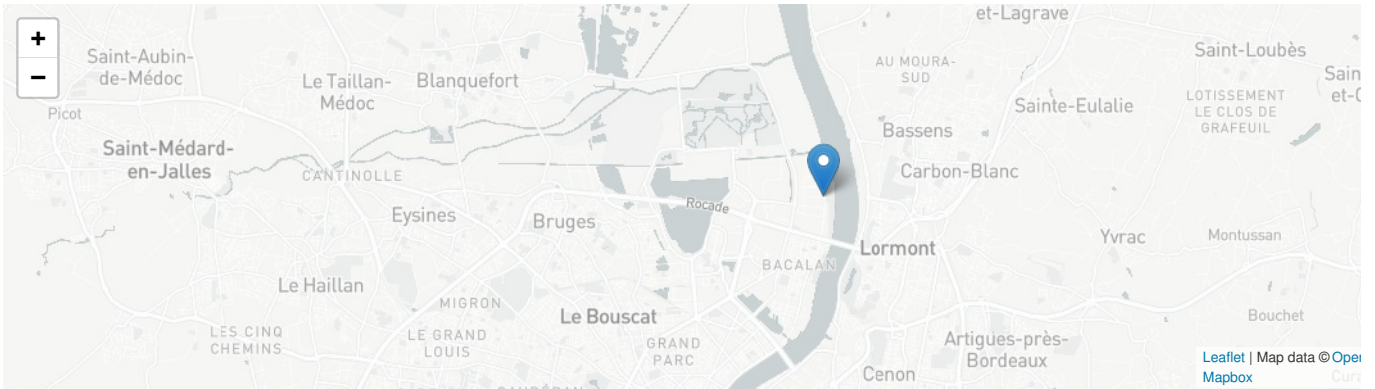 +
−
et-Lagrave
Saint-Aubin-
de-Médoc
Le Taillan-
Médoc
Blanquefort
AU MOURA-
SUD
Saint-Loubès
Sain
et-C
Picot
Sainte-Eulalie
LOTISSEMENT
LE CLOS DE
GRAFEUIL
Bassens
Saint-Médard-
en-Jalles
CANTINOLLE
Carbon-Blanc
Rocade
Eysines
Bruges
Lormont
Yvrac
Montussan
BACALAN
Le Haillan
MIGRON
Le Bouscat
Bouchet
LES CINQ
CHEMINS
LE GRAND
LOUIS
GRAND
PARC
Artigues-près-
Bordeaux
Cenon
Leaflet | Map data © Oper
Mapbox